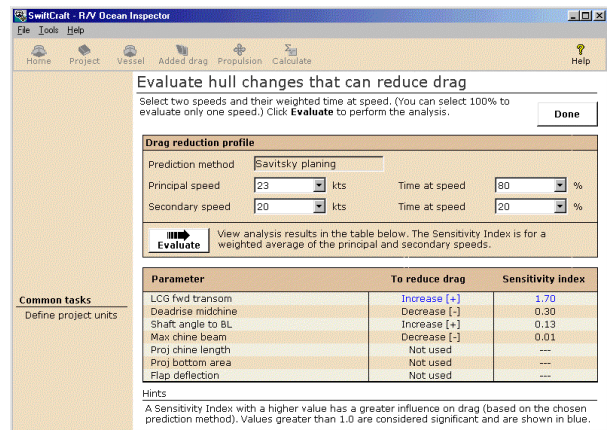 SwiftCraft - R/V Ocean Inspector
File Tools Help
Home Project Vessel Added drag Propulsion Calculate Help
Evaluate hull changes that can reduce drag
Select two speeds and their weighted time at speed. (You can select 100% to
evaluate only one speed.) Click Evaluate to perform the analysis.
Done
Drag reduction profile
Prediction method Savitsky planing
Principal speed 23 kts Time at speed 80 %
Secondary speed 20 kts Time at speed 20 %
Evaluate
View analysis results in the table below. The Sensitivity Index is for a
weighted average of the principal and secondary speeds.
Parameter To reduce drag Sensitivity index
LCG fwd transom Increase [+] 1.70
Deadrise midchine Decrease [-] 0.30
Shaft angle to BL Increase [+] 0.13
Max chine beam Decrease [-] 0.01
Proj chine length Not used ---
Proj bottom area Not used ---
Flap deflection Not used ---
Common tasks
Define project units
Hints
A Sensitivity Index with a higher value has a greater influence on drag (based on the chosen
prediction method). Values greater than 1.0 are considered significant and are shown in blue.